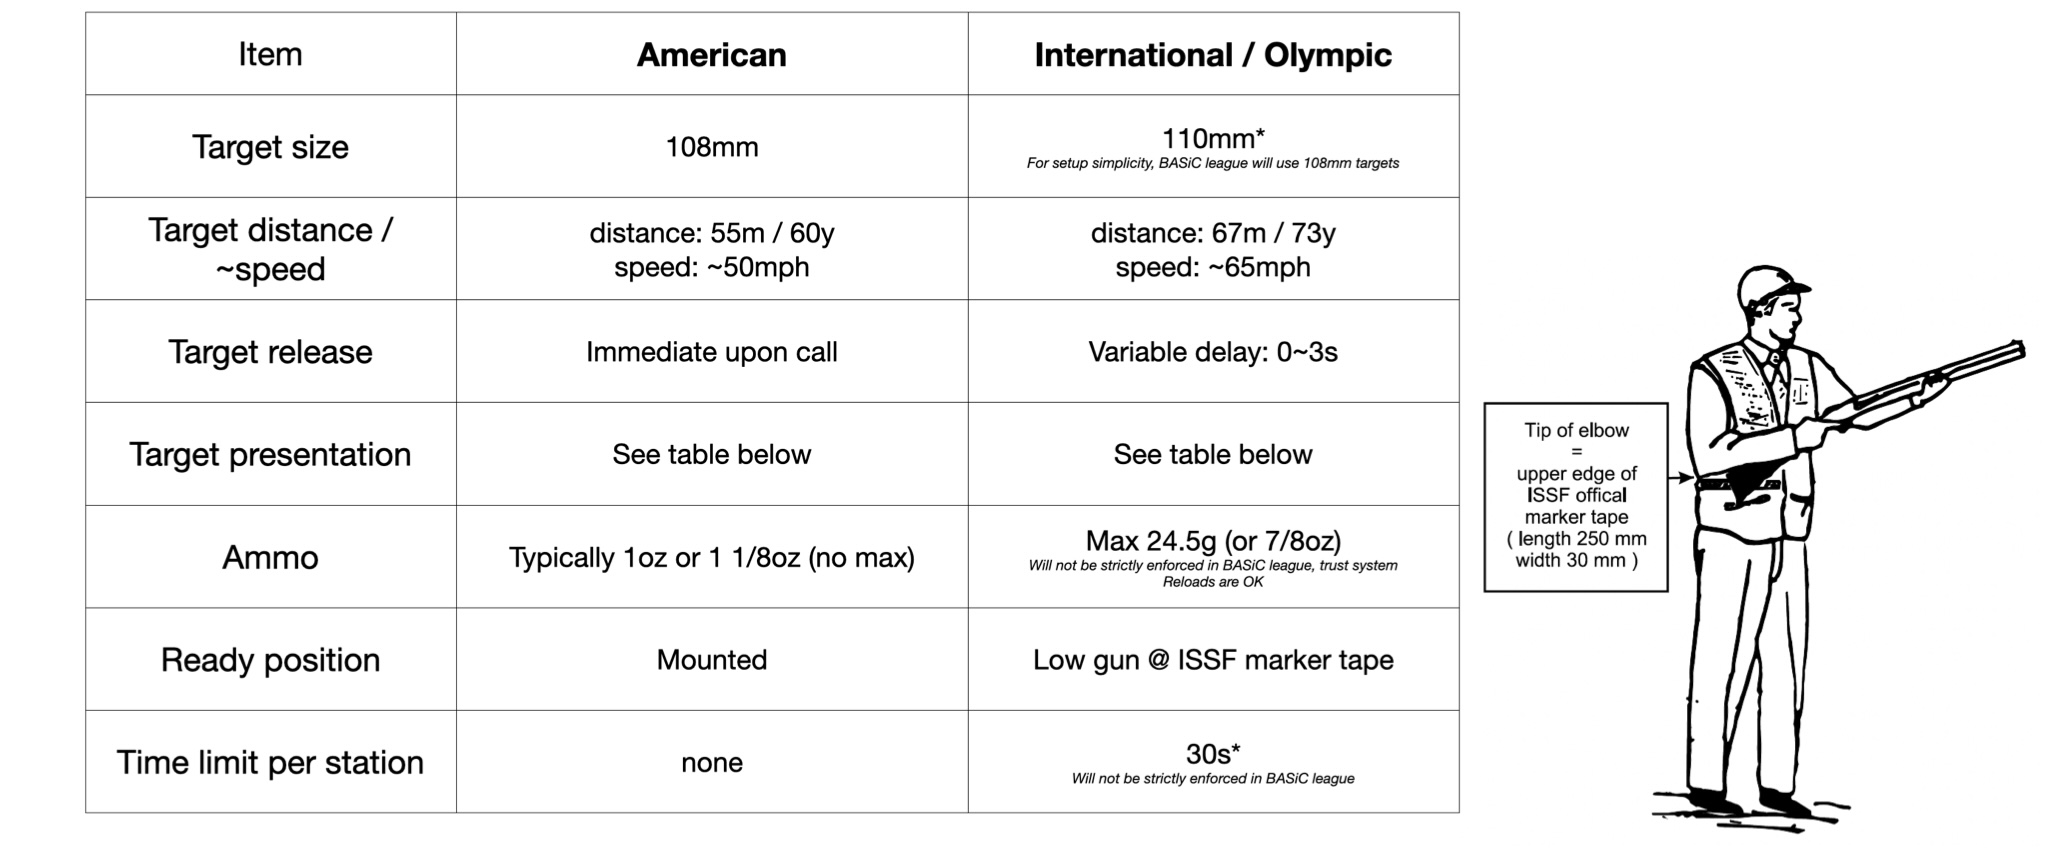 Item
American
International / Olympic
Target size
108mm
110mm*
For setup simplicity, BASiC league will use 108mm targets
Target distance /
~speed
distance: 55m / 60y
speed: ~50mph
distance: 67m / 73y
speed: ~65mph
Target release
Immediate upon call
Variable delay: 0~3s
Target presentation
See table below
See table below
Ammo
Typically 1oz or 1 1/8oz (no max)
Max 24.5g (or 7/8oz)
Will not be strictly enforced in BASiC league, trust system
Reloads are OK
Ready position
Mounted
Low gun @ ISSF marker tape
Time limit per station
none
30s*
Will not be strictly enforced in BASiC league
Tip of elbow
=
upper edge of
ISSF offical
marker tape
( length 250 mm
width 30 mm )